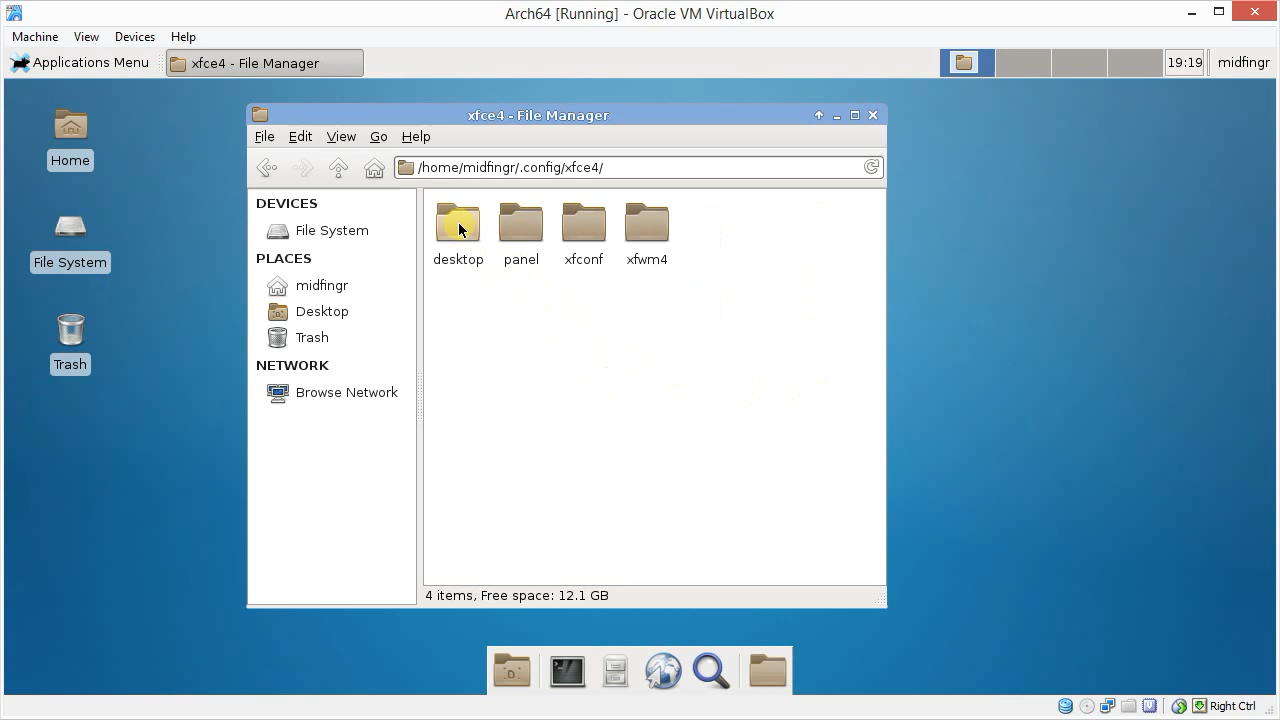 Arch64 [Running] - Oracle VM VirtualBox
Machine View Devices Help
Applications Menu xfce4 - File Manager 19:19 midfingr
Home
File System
Trash
xfce4 - File Manager
File Edit View Go Help
/home/midfingr/.config/xfce4/
DEVICES
File System
PLACES
midfingr
Desktop
Trash
NETWORK
Browse Network
desktop panel xfconf xfwm4
4 items, Free space: 12.1 GB
Right Ctrl